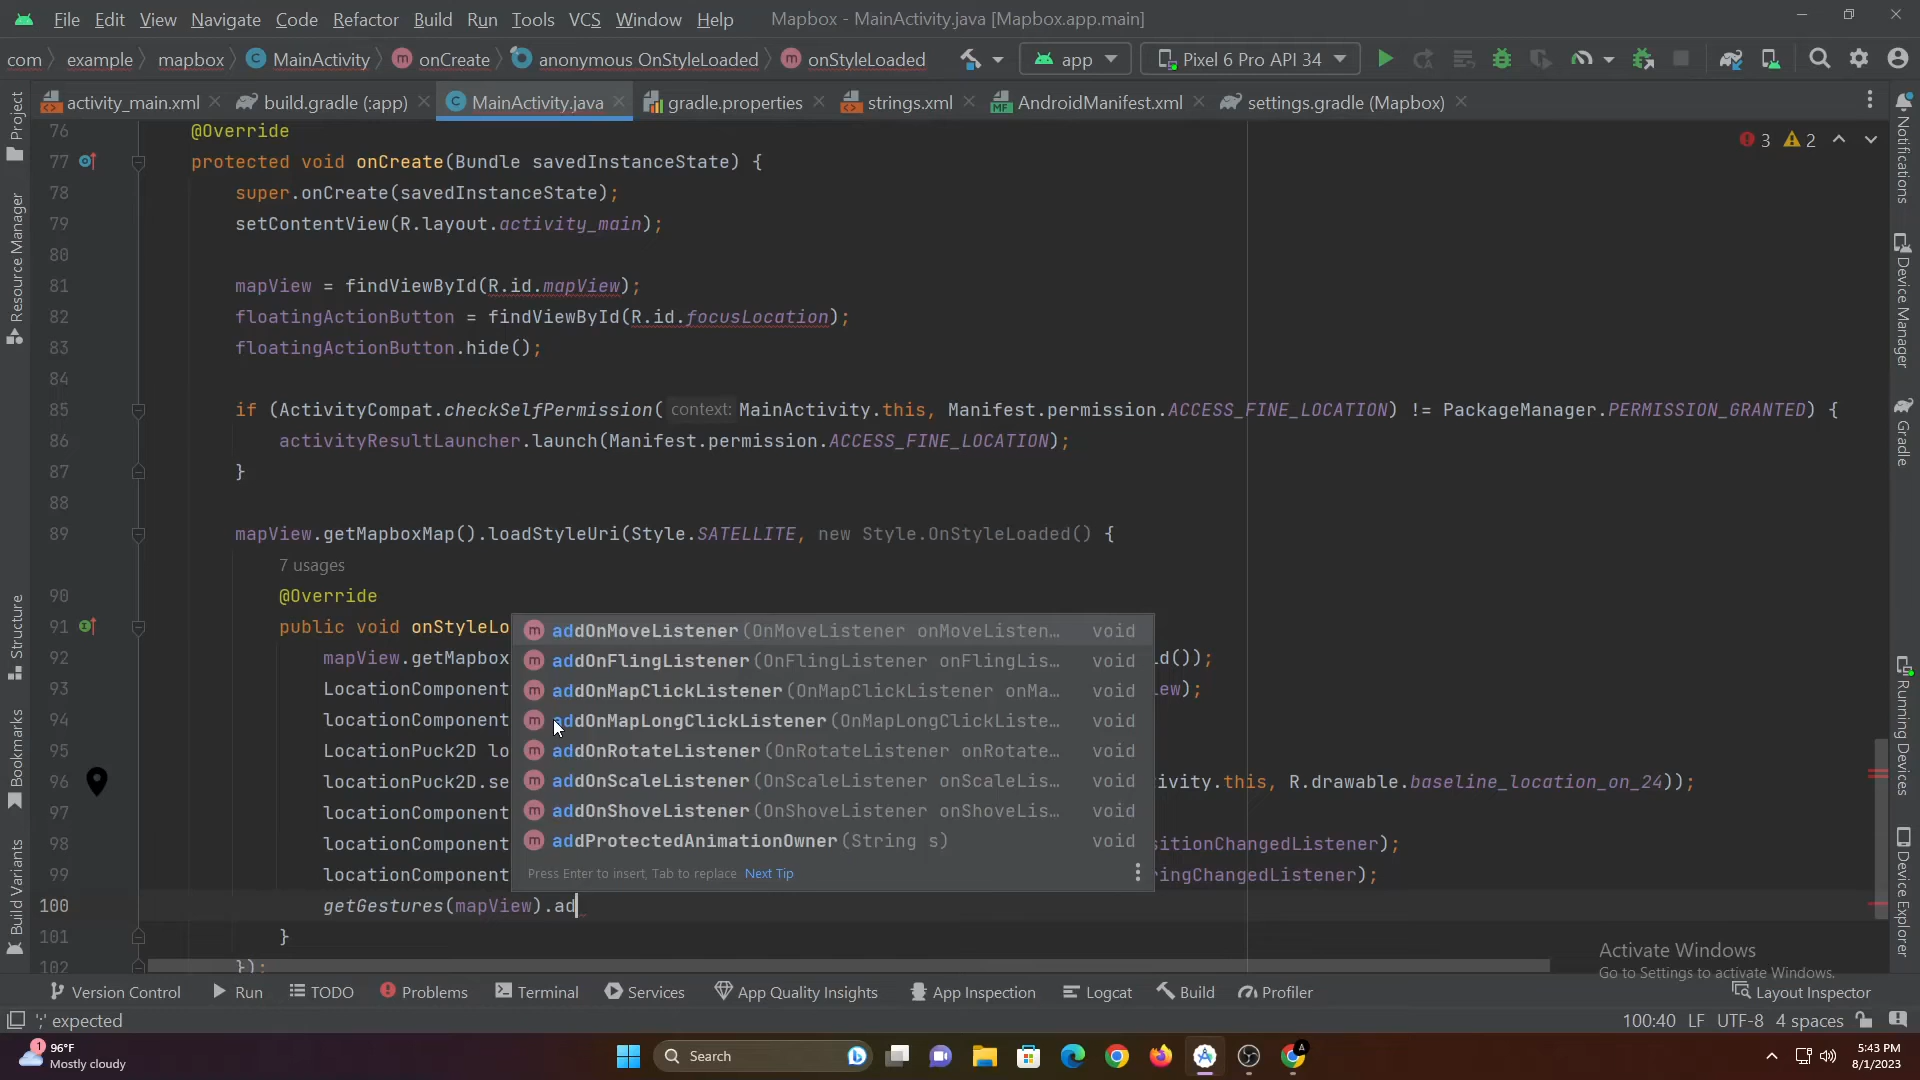 File Edit View Navigate Code Refactor Build Run Tools VCS Window Help Mapbox - MainActivity.java [Mapbox.app.main]
com example mapbox MainActivity onCreate anonymous OnStyleLoaded onStyleLoaded app Pixel 6 Pro API 34
activity_main.xml build.gradle (:app) MainActivity.java gradle.properties strings.xml AndroidManifest.xml settings.gradle (Mapbox)
Project
Resource Manager
Structure
Bookmarks
Build Variants
76 @Override
3 2
77 protected void onCreate(Bundle savedInstanceState) {
78 super.onCreate(savedInstanceState);
79 setContentView(R.layout.activity_main);
80
81 mapView = findViewById(R.id.mapView);
82 floatingActionButton = findViewById(R.id.focusLocation);
83 floatingActionButton.hide();
84
85 if (ActivityCompat.checkSelfPermission( context: MainActivity.this, Manifest.permission.ACCESS_FINE_LOCATION) != PackageManager.PERMISSION_GRANTED) {
86 activityResultLauncher.launch(Manifest.permission.ACCESS_FINE_LOCATION);
87 }
88
89 mapView.getMapboxMap().loadStyleUri(Style.SATELLITE, new Style.OnStyleLoaded() {
7 usages
90 @Override
91 public void onStyleLo
92 mapView.getMapbox d());
93 LocationComponent ew);
94 locationComponent
95 LocationPuck2D lo
96 locationPuck2D.se ivity.this, R.drawable.baseline_location_on_24));
97 locationComponent
98 locationComponent sitionChangedListener);
99 locationComponent ringChangedListener);
100 getGestures(mapView).ad
101 }
102 });
addOnMoveListener(OnMoveListener onMoveListen… void
addOnFlingListener(OnFlingListener onFlingLis… void
addOnMapClickListener(OnMapClickListener onMa… void
addOnMapLongClickListener(OnMapLongClickListe… void
addOnRotateListener(OnRotateListener onRotate… void
addOnScaleListener(OnScaleListener onScaleLis… void
addOnShoveListener(OnShoveListener onShoveLis… void
addProtectedAnimationOwner(String s) void
Press Enter to insert, Tab to replace Next Tip
Notifications
Device Manager
Gradle
Running Devices
Device Explorer
Activate Windows
Go to Settings to activate Windows.
Version Control Run TODO Problems Terminal Services App Quality Insights App Inspection Logcat Build Profiler Layout Inspector
';' expected 100:40 LF UTF-8 4 spaces
1 96°F
Mostly cloudy
Search
A
5:43 PM
8/1/2023